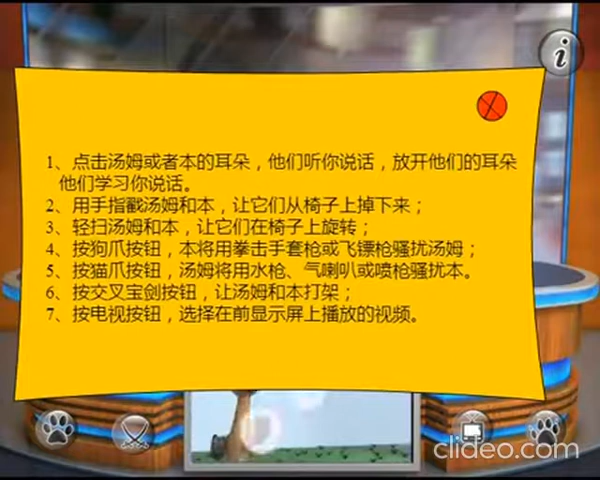 i
1、点击汤姆或者本的耳朵，他们听你说话，放开他们的耳朵
他们学习你说话。
2、用手指戳汤姆和本，让它们从椅子上掉下来；
3、轻扫汤姆和本，让它们在椅子上旋转；
4、按狗爪按钮，本将用拳击手套枪或飞镖枪骚扰汤姆；
5、按猫爪按钮，汤姆将用水枪、气喇叭或喷枪骚扰本。
6、按交叉宝剑按钮，让汤姆和本打架；
7、按电视按钮，选择在前显示屏上播放的视频。
clideo.com